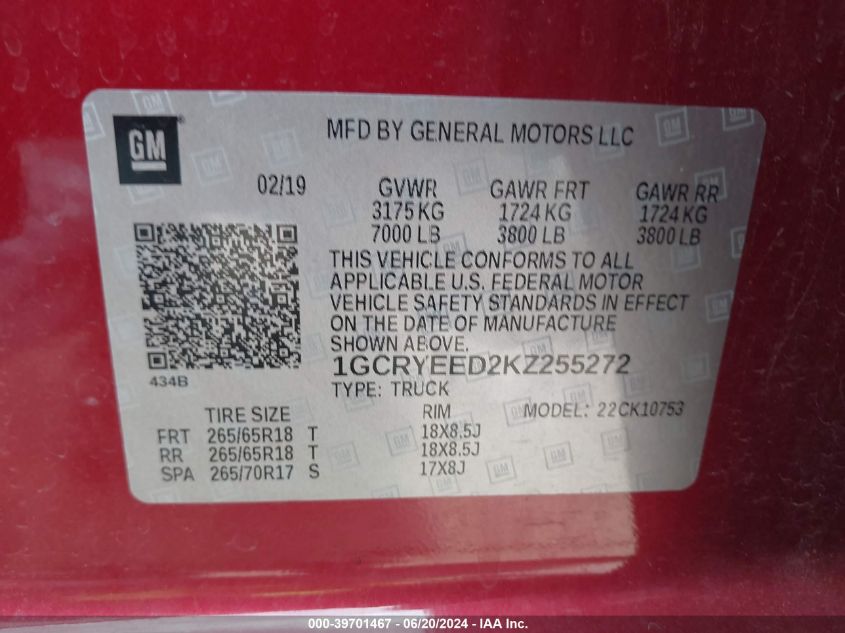 GM
MFD BY GENERAL MOTORS LLC
02/19 GVWR GAWR FRT GAWR RR
3175 KG 1724 KG 1724 KG
7000 LB 3800 LB 3800 LB
THIS VEHICLE CONFORMS TO ALL
APPLICABLE U.S. FEDERAL MOTOR
VEHICLE SAFETY STANDARDS IN EFFECT
ON THE DATE OF MANUFACTURE
SHOWN ABOVE.
1GCRYEED2KZ255272
434B
TYPE: TRUCK
TIRE SIZE RIM MODEL: 22CK10753
FRT 265/65R18 T 18X8.5J
RR 265/65R18 T 18X8.5J
SPA 265/70R17 S 17X8J
000-39701467 - 06/20/2024 - IAA Inc.